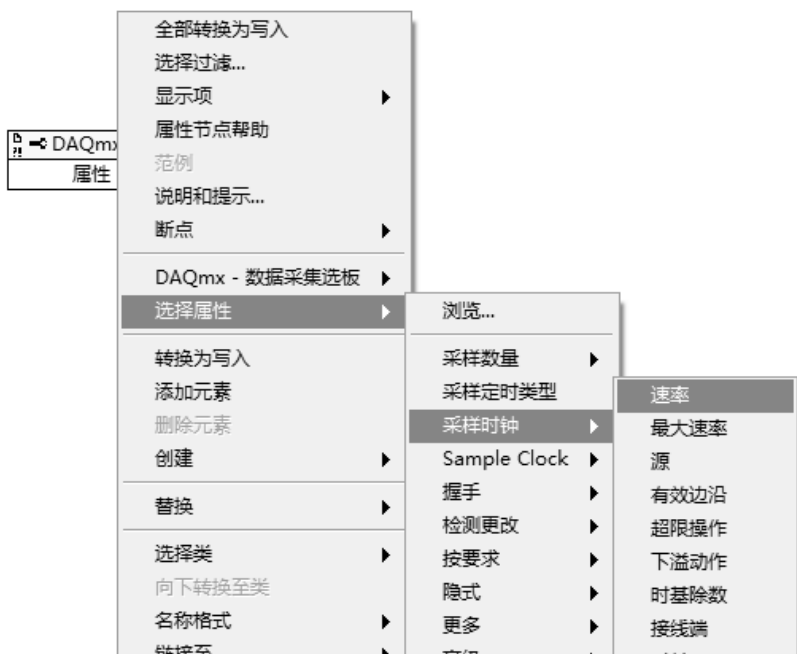 DAQmx
属性
全部转换为写入
选择过滤...
显示项
属性节点帮助
范例
说明和提示...
断点
DAQmx - 数据采集选板
选择属性
转换为写入
添加元素
删除元素
创建
替换
选择类
向下转换至类
名称格式
链接至
浏览...
采样数量
采样定时类型
采样时钟
Sample Clock
握手
检测更改
按要求
隐式
更多
高级
速率
最大速率
源
有效边沿
超限操作
下溢动作
时基除数
接线端